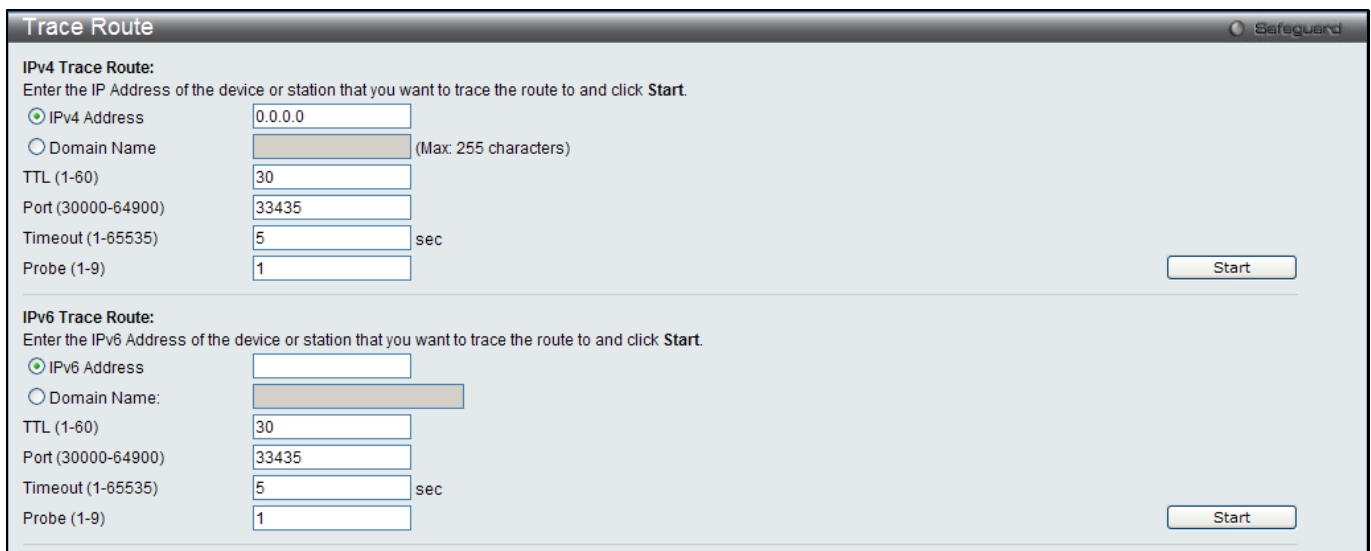 Trace Route Safeguard
IPv4 Trace Route:
Enter the IP Address of the device or station that you want to trace the route to and click Start.
IPv4 Address 0.0.0.0
Domain Name (Max: 255 characters)
TTL (1-60) 30
Port (30000-64900) 33435
Timeout (1-65535) 5 sec
Probe (1-9) 1 Start
IPv6 Trace Route:
Enter the IPv6 Address of the device or station that you want to trace the route to and click Start.
IPv6 Address
Domain Name:
TTL (1-60) 30
Port (30000-64900) 33435
Timeout (1-65535) 5 sec
Probe (1-9) 1 Start